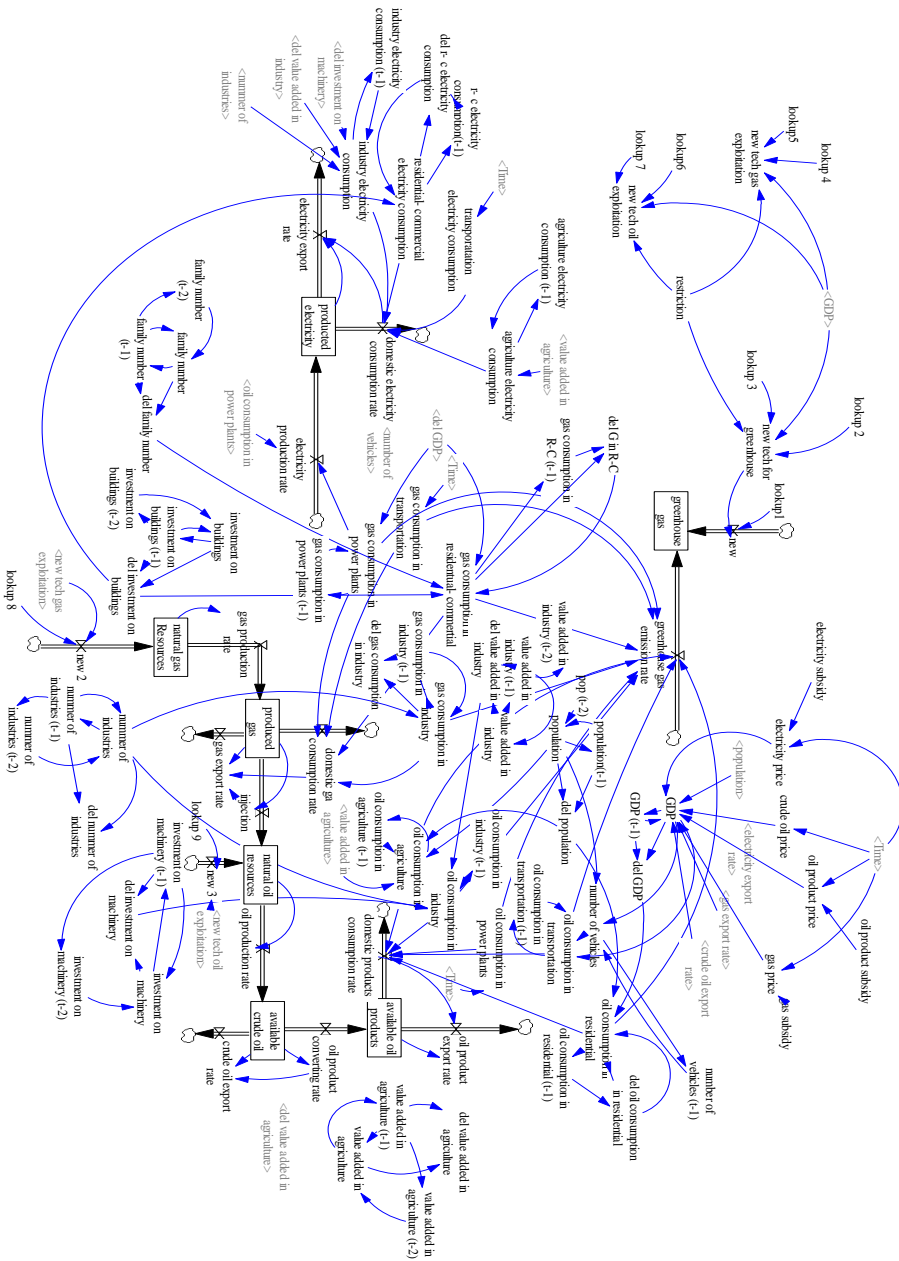 lookup 4
lookup5
new tech gas
exploitation
lookup6
lookup 7
new tech oil
exploitation
restriction
<GDP>
lookup 3
lookup 2
new tech for
greenhouse
lookup1
new
greenhouse
gas
greenhouse gas
emission rate
electricity subsidy
electricity price
<Time>
<population>
crude oil price
oil product price
oil product subsidy
GDP
GDP (t-1)
del GDP
<electricity export
rate>
<gas export rate>
<crude oil export
rate>
gas price
gas subsidy
r- c electricity
consumption(t-1)
del r- c electricity
consumption
industry electricity
consumption (t-1)
<del investment on
machinery>
<del value added in
industry>
<nummer of
industries>
industry electricity
consumption
residential- commercial
electricity consumption
<Time>
transporatation
electricity consumption
agriculture electricity
consumption (t-1)
<value added in
agriculture>
agriculture electricity
consumption
electricity export
rate
producted
electricity
domestic electricity
consumption rate
electricity
production rate
<oil consumption in
power plants>
<number of
vehicles>
<del GDP>
<Time>
gas consumption in
R-C (t-1)
del G in R-C
gas consumption in
transportation
gas consumption in
residentual- commertial
gas consumption in
power plants
gas consumption in
power plants (t-1)
family number
(t-2)
family number
family number
(t-1)
del family number
investment on
buildings
investment on
buildings (t-1)
investment on
buildings (t-2)
del investment on
buildings
<new tech gas
exploitation>
lookup 8
new 2
natural gas
Resources
gas production
rate
produced
gas
domestic ga
consumption rate
gas export rate
injection
gas consumption in
industry
gas consumption in
industry (t-1)
del gas consumption
in industry
value added in
industry (t-2)
value added in
industry (t-1)
del value added in
industry
value added in
industry
pop (t-2)
population(t-1)
population
del population
number of vehicles
number of
vehicles (t-1)
nummer of
industries
nummer of
industries (t-1)
nummer of
industries (t-2)
del nummer of
industries
<value added in
agriculture>
oil consumption in
agriculture
oil consumption in
industry (t-1)
oil consumption in
industry
oil consumption in
power plants
oil consumption in
transportation (t-1)
oil consumption in
transportation
oil consumption in
residential
oil consumption in
residential (t-1)
del oil consumption
in residential
lookup 9
new 3
natural oil
resources
<new tech oil
exploitation>
oil production rate
investment on
machinery (t-1)
del investment on
machinery
investment on
machinery
investment on
machinery (t-2)
domestic products
consumption rate
<Time>
available oil
products
oil product
export rate
oil product
converting rate
available
crude oil
crude oil export
rate
<del value added in
agriculture>
value added in
agriculture (t-1)
del value added in
agriculture
value added in
agriculture
value added in
agriculture (t-2)